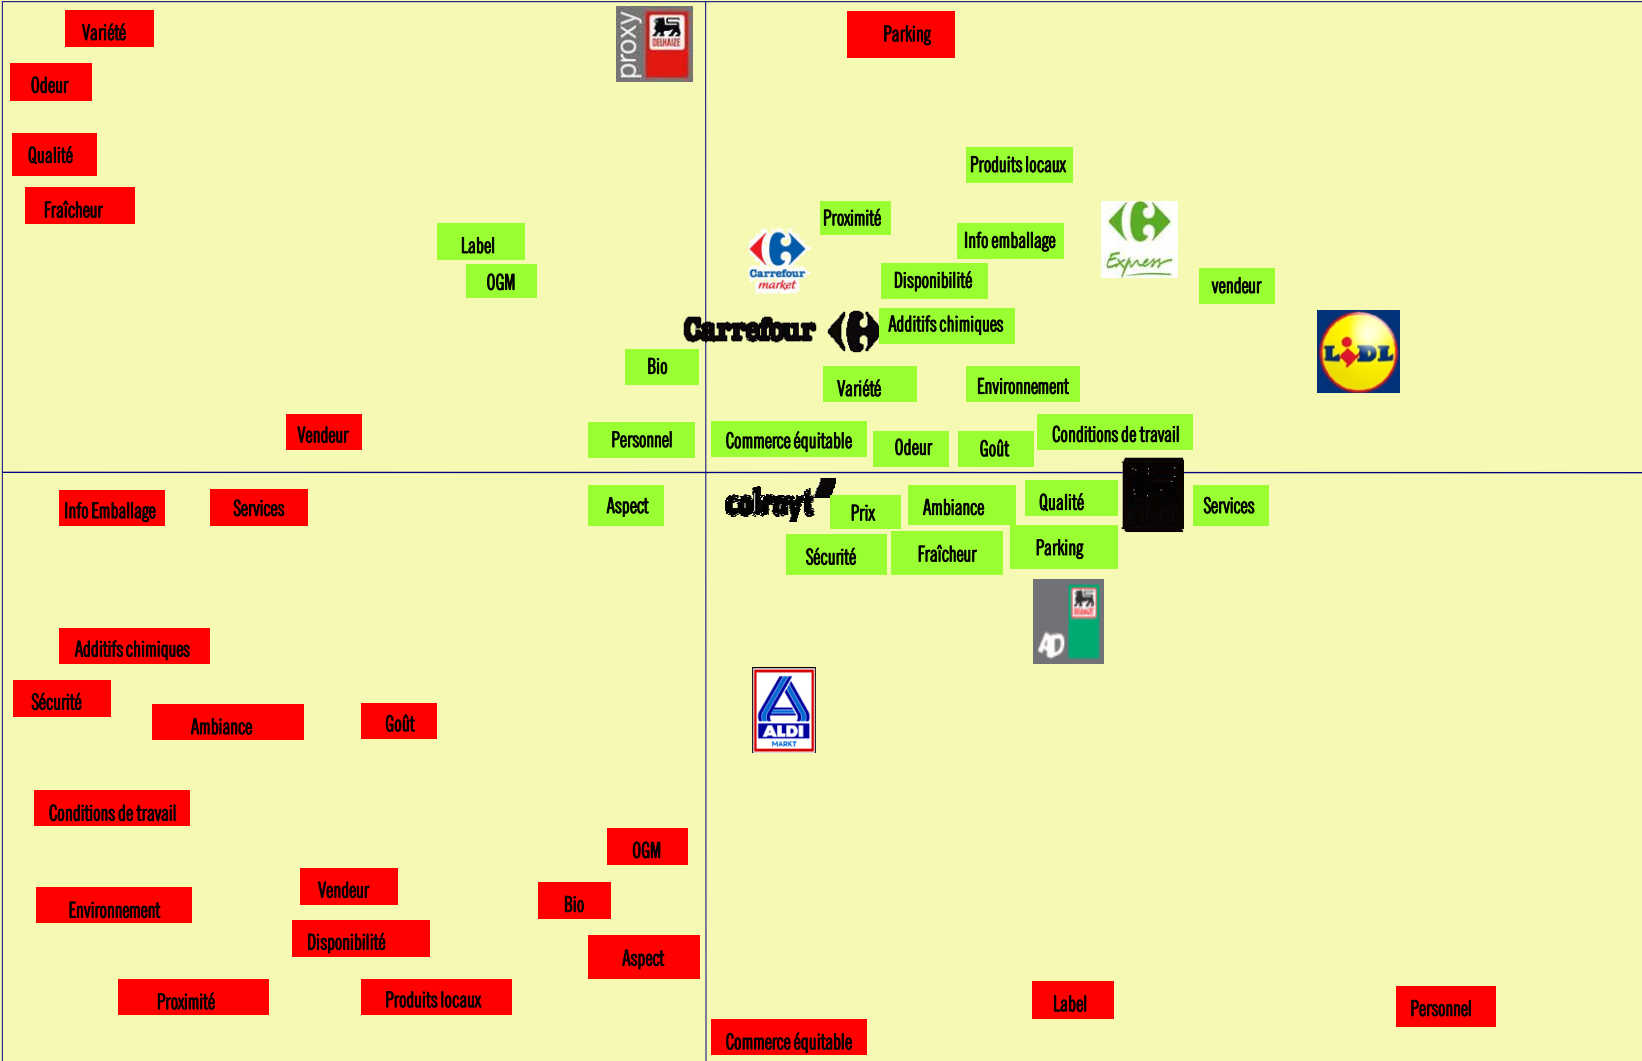 Variété
proxy
DELHAIZE
Parking
Odeur
Qualité
Produits locaux
Fraîcheur
Proximité
Label
Info emballage
Express
Carrefour
market
OGM
Disponibilité
vendeur
Carrefour
Additifs chimiques
LIDL
Bio
Variété
Environnement
Vendeur
Personnel
Commerce équitable
Odeur
Goût
Conditions de travail
Info Emballage
Services
Aspect
colruyt
Prix
Ambiance
Qualité
Services
Sécurité
Fraîcheur
Parking
DELHAIZE
AD
Additifs chimiques
Sécurité
Ambiance
Goût
ALDI
MARKT
Conditions de travail
OGM
Vendeur
Bio
Environnement
Disponibilité
Aspect
Proximité
Produits locaux
Label
Personnel
Commerce équitable